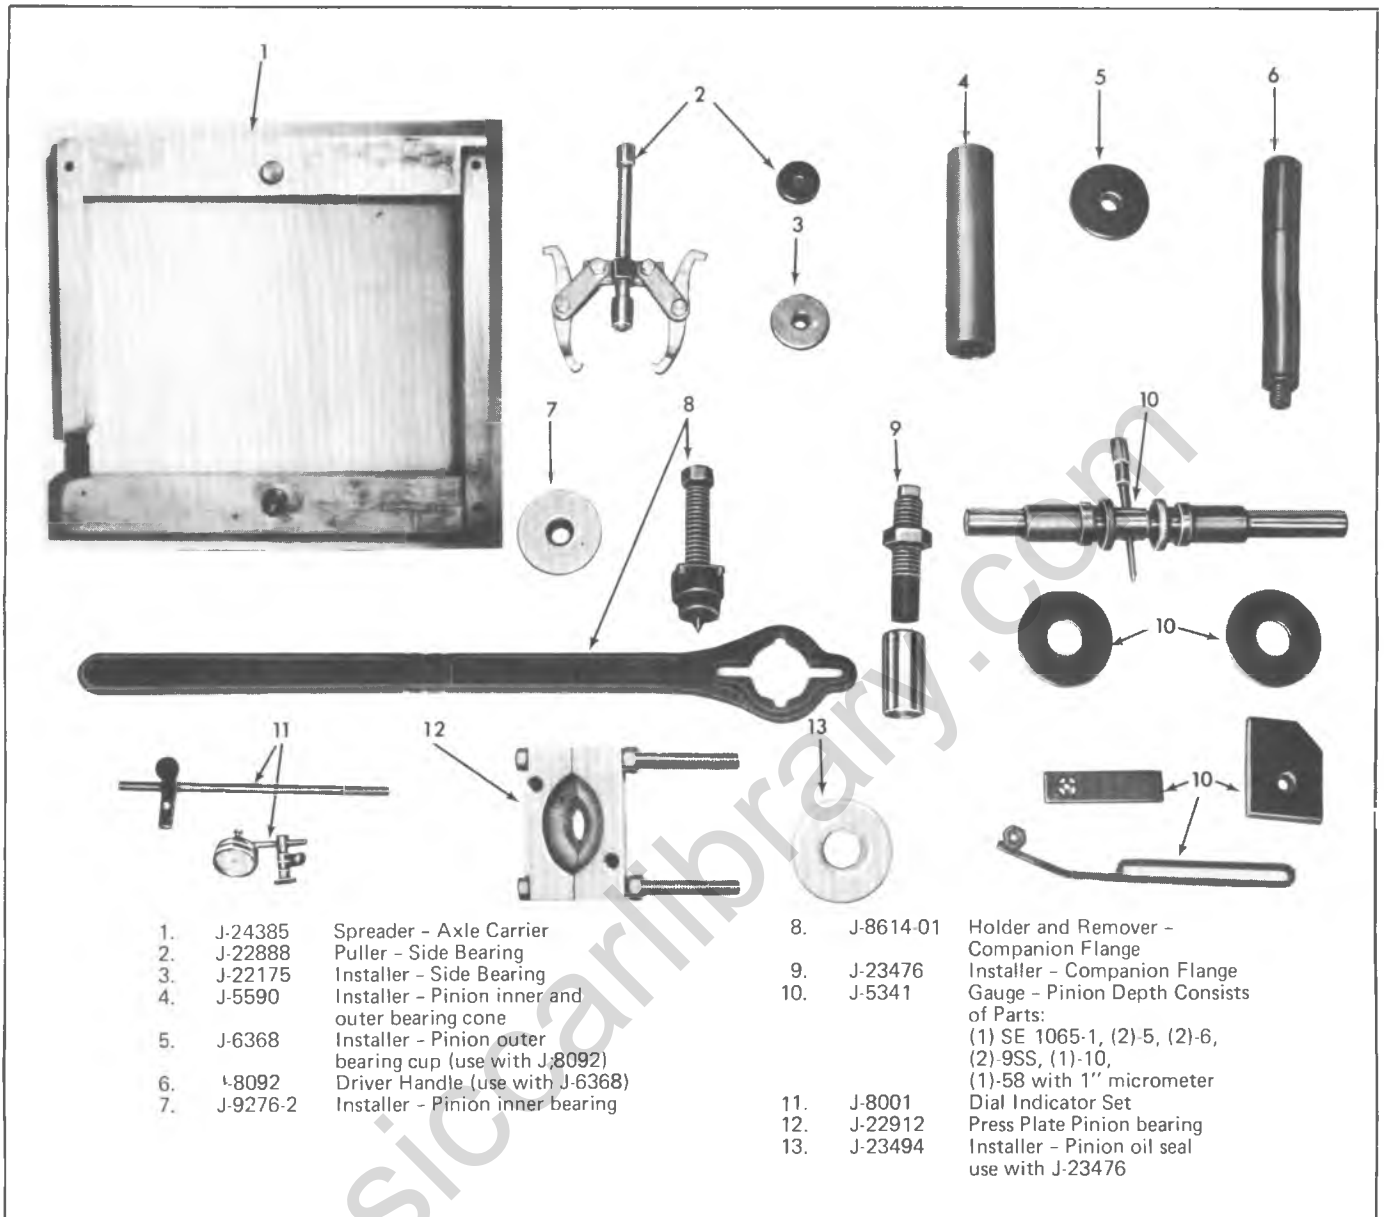 1
2
3
4
5
6
7
8
9
10
10
10
11
12
13
1. J-24385 Spreader – Axle Carrier
2. J-22888 Puller – Side Bearing
3. J-22175 Installer – Side Bearing
4. J-5590 Installer – Pinion inner and
outer bearing cone
5. J-6368 Installer – Pinion outer
bearing cup (use with J-8092)
6. J-8092 Driver Handle (use with J-6368)
7. J-9276-2 Installer – Pinion inner bearing
8. J-8614-01 Holder and Remover –
Companion Flange
9. J-23476 Installer – Companion Flange
10. J-5341 Gauge – Pinion Depth Consists
of Parts:
(1) SE 1065-1, (2)-5, (2)-6,
(2)-9SS, (1)-10,
(1)-58 with 1" micrometer
11. J-8001 Dial Indicator Set
12. J-22912 Press Plate Pinion bearing
13. J-23494 Installer – Pinion oil seal
use with J-23476
siccarlibrary.com